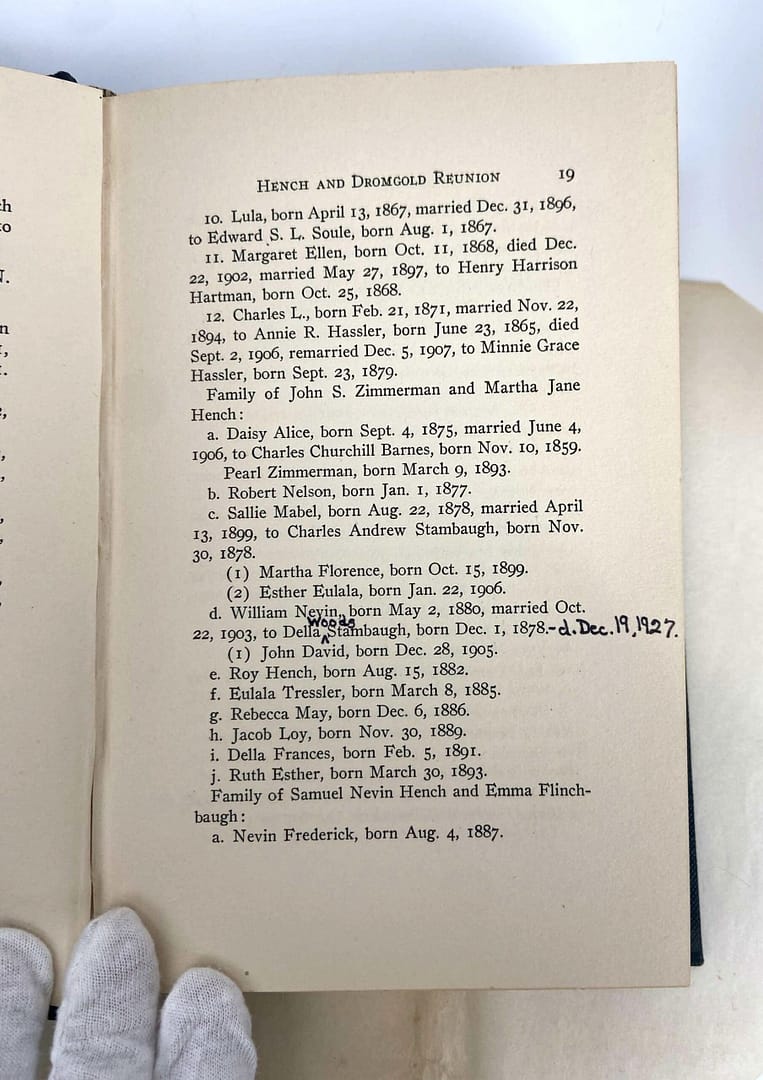 HENCH AND DROMGOLD REUNION 19
10. Lula, born April 13, 1867, married Dec. 31, 1896,
to Edward S. L. Soule, born Aug. 1, 1867.
11. Margaret Ellen, born Oct. 11, 1868, died Dec.
22, 1902, married May 27, 1897, to Henry Harrison
Hartman, born Oct. 25, 1868.
12. Charles L., born Feb. 21, 1871, married Nov. 22,
1894, to Annie R. Hassler, born June 23, 1865, died
Sept. 2, 1906, remarried Dec. 5, 1907, to Minnie Grace
Hassler, born Sept. 23, 1879.
Family of John S. Zimmerman and Martha Jane
Hench:
a. Daisy Alice, born Sept. 4, 1875, married June 4,
1906, to Charles Churchill Barnes, born Nov. 10, 1859.
Pearl Zimmerman, born March 9, 1893.
b. Robert Nelson, born Jan. 1, 1877.
c. Sallie Mabel, born Aug. 22, 1878, married April
13, 1899, to Charles Andrew Stambaugh, born Nov.
30, 1878.
(1) Martha Florence, born Oct. 15, 1899.
(2) Esther Eulala, born Jan. 22, 1906.
d. William Nevin, born May 2, 1880, married Oct.
22, 1903, to Della Woods Stambaugh, born Dec. 1, 1878.-d. Dec. 19, 1927.
(1) John David, born Dec. 28, 1905.
e. Roy Hench, born Aug. 15, 1882.
f. Eulala Tressler, born March 8, 1885.
g. Rebecca May, born Dec. 6, 1886.
h. Jacob Loy, born Nov. 30, 1889.
i. Della Frances, born Feb. 5, 1891.
j. Ruth Esther, born March 30, 1893.
Family of Samuel Nevin Hench and Emma Flinch-
baugh:
a. Nevin Frederick, born Aug. 4, 1887.